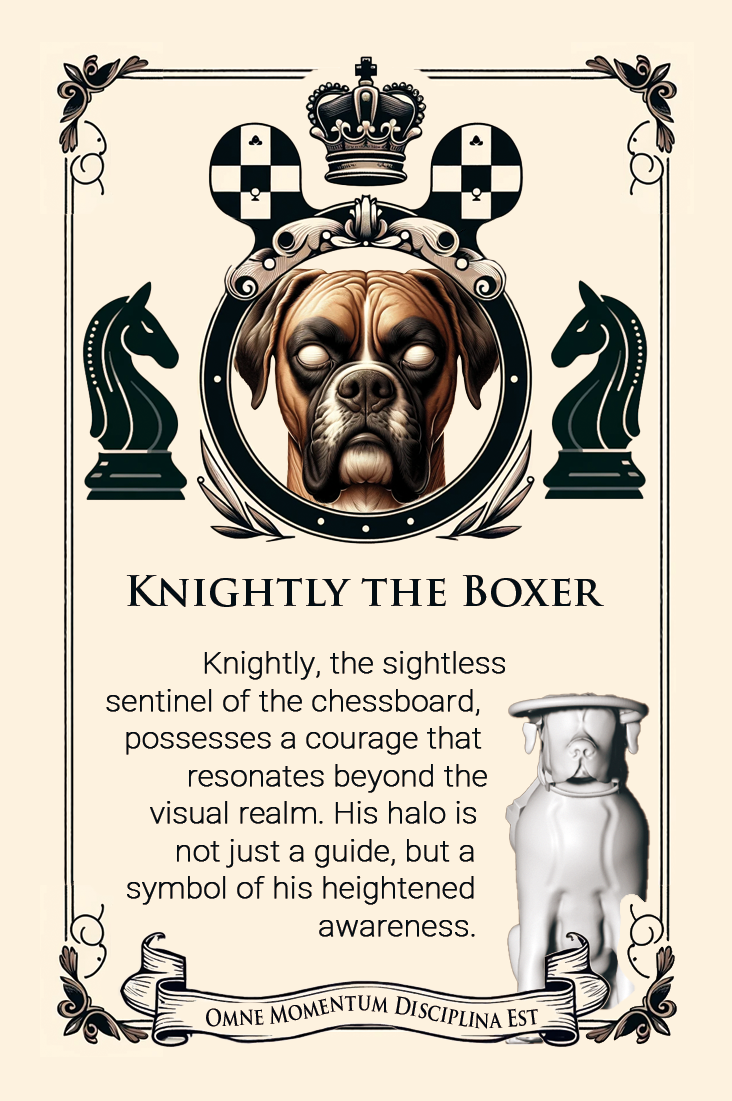 Knightly the Boxer
Knightly, the sightless
sentinel of the chessboard,
possesses a courage that
resonates beyond the
visual realm. His halo is
not just a guide, but a
symbol of his heightened
awareness.
Omne Momentum Disciplina Est